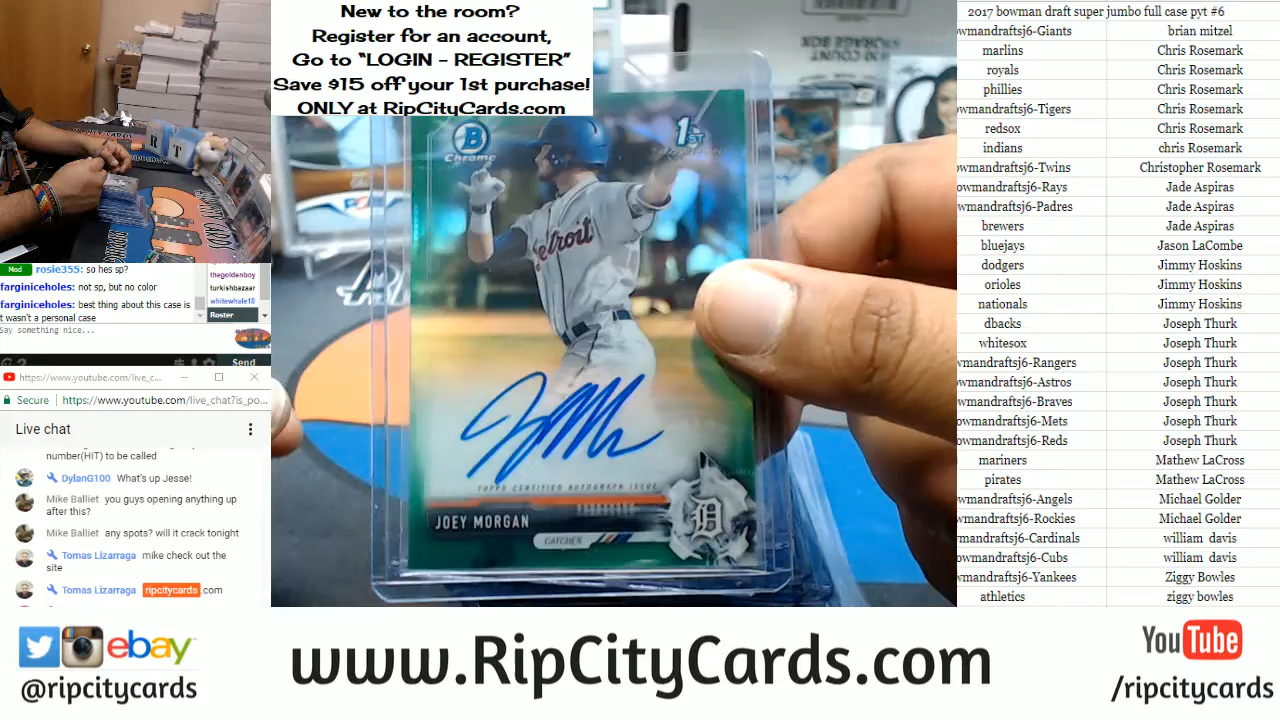 New to the room?
Register for an account,
Go to "LOGIN - REGISTER"
Save $15 off your 1st purchase!
ONLY at RipCityCards.com
B
Chrome
1ST
Detroit
TOPPS CERTIFIED AUTOGRAPH ISSUE
JOEY MORGAN
CATCHER
D
R T
Mod rosie355: so hes sp?
farginiceholes: not sp, but no color
farginiceholes: best thing about this case is
it wasn't a personal case
Say something nice...
thegoldenboy
turkishbazaar
whitewhale18
Roster
Send
https://www.youtube.com/live_c...
Secure https://www.youtube.com/live_chat?is_po...
Live chat
number(HIT) to be called
DylanG100 What's up Jesse!
Mike Balliet you guys opening anything up
after this?
Mike Balliet any spots? will it crack tonight
Tomas Lizarraga mike check out the
site
Tomas Lizarraga ripcitycards.com
2017 bowman draft super jumbo full case pyt #6
owmandraftsj6-Giants brian mitzel
marlins Chris Rosemark
royals Chris Rosemark
phillies Chris Rosemark
owmandraftsj6-Tigers Chris Rosemark
redsox Chris Rosemark
indians chris Rosemark
owmandraftsj6-Twins Christopher Rosemark
owmandraftsj6-Rays Jade Aspiras
wmandraftsj6-Padres Jade Aspiras
brewers Jade Aspiras
bluejays Jason LaCombe
dodgers Jimmy Hoskins
orioles Jimmy Hoskins
nationals Jimmy Hoskins
dbacks Joseph Thurk
whitesox Joseph Thurk
wmandraftsj6-Rangers Joseph Thurk
wmandraftsj6-Astros Joseph Thurk
wmandraftsj6-Braves Joseph Thurk
owmandraftsj6-Mets Joseph Thurk
owmandraftsj6-Reds Joseph Thurk
mariners Mathew LaCross
pirates Mathew LaCross
wmandraftsj6-Angels Michael Golder
wmandraftsj6-Rockies Michael Golder
mandraftsj6-Cardinals william davis
owmandraftsj6-Cubs william davis
wmandraftsj6-Yankees Ziggy Bowles
athletics ziggy bowles
ebay
@ripcitycards
www.RipCityCards.com
YouTube
/ripcitycards